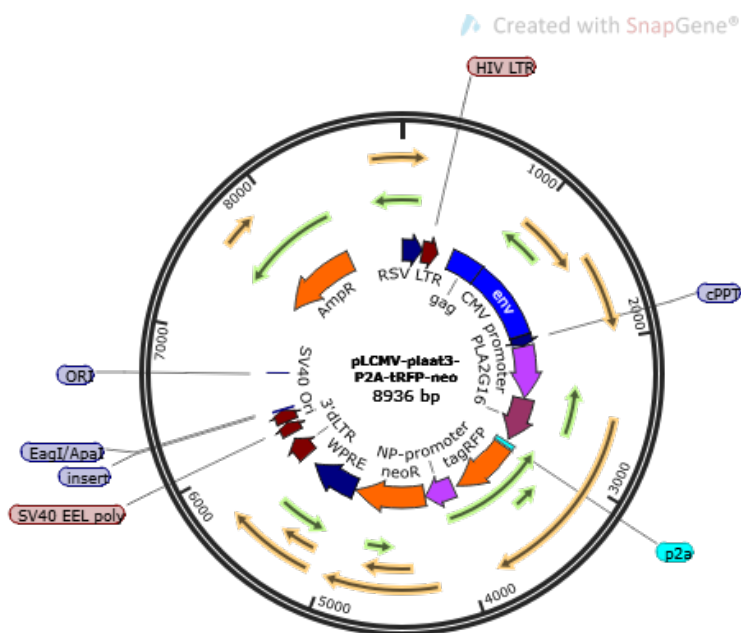 Created with SnapGene®
HIV LTR
1000
8000
RSV LTR
gag
env
AmpR
CMV promoter
cPPT
2000
7000
PLA2G16
pLCMV-plaat3-
P2A-tRFP-neo
8936 bp
ORI
SV40 Ori
3'dLTR
EagI/ApaI
insert
NP-promoter
tagRFP
WPRE
neoR
SV40 EEL poly
6000
3000
p2a
4000
5000